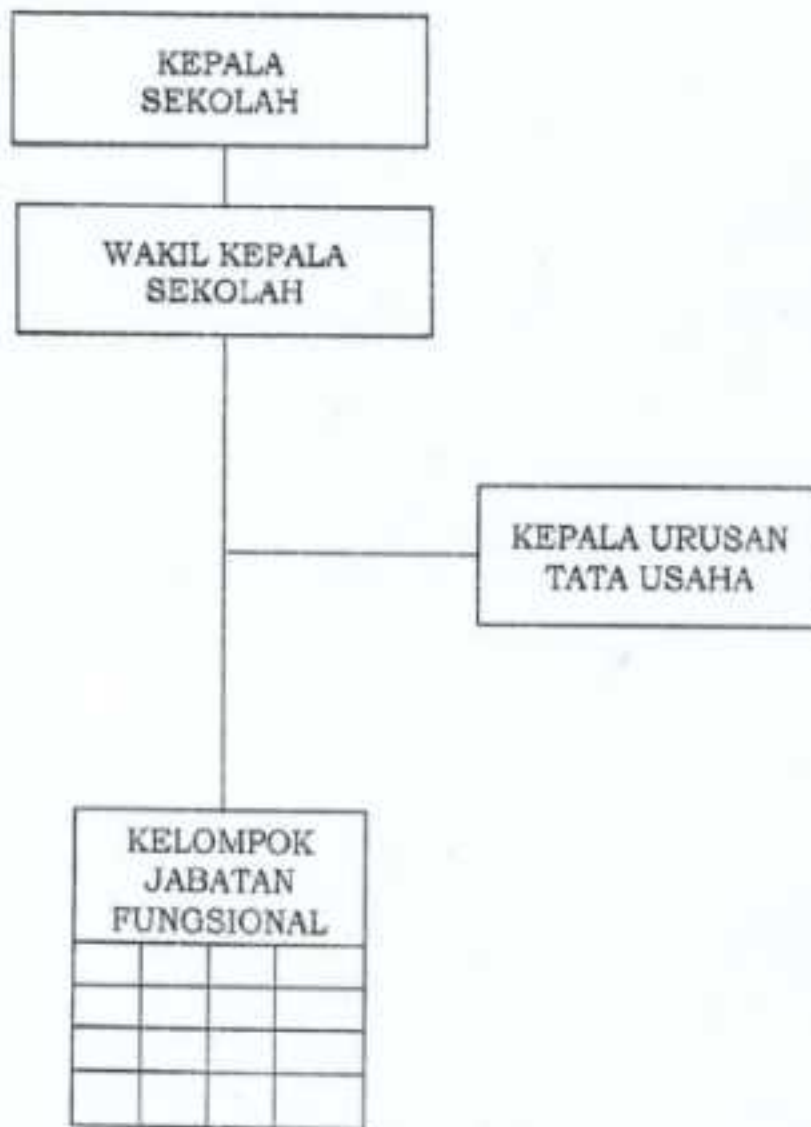 KEPALA
SEKOLAH
WAKIL KEPALA
SEKOLAH
KEPALA URUSAN
TATA USAHA
KELOMPOK
JABATAN
FUNGSIONAL